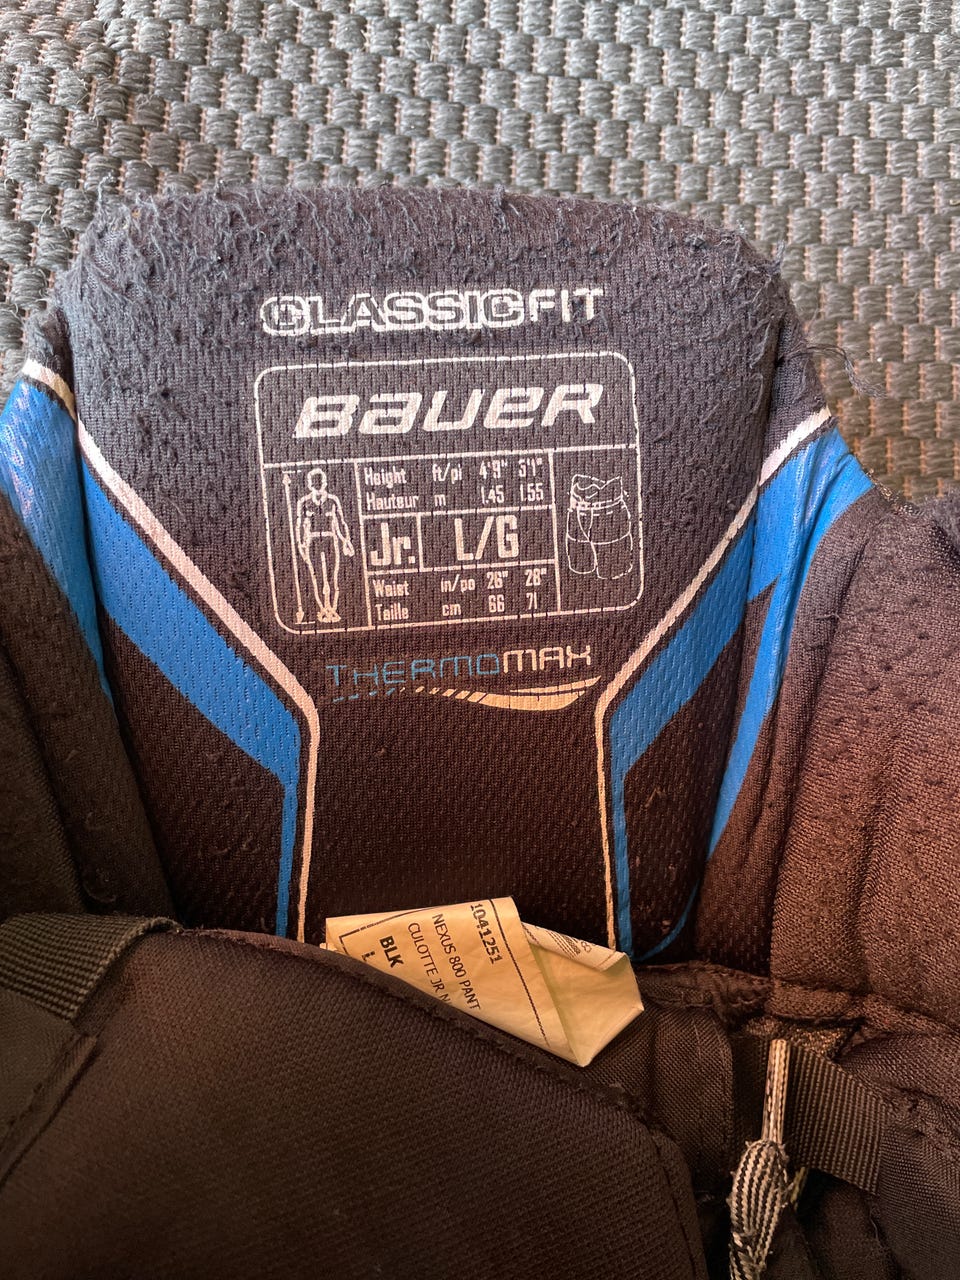 CLASSICFIT
BAUER
Height ft/pi 4'9" 5'1"
Hauteur m 1.45 1.55
Jr. L/G
Waist in/po 26" 28"
Taille cm 66 71
THERMOMAX
1041251
NEXUS 800 PANT
CULOTTE JR N
BLK
L